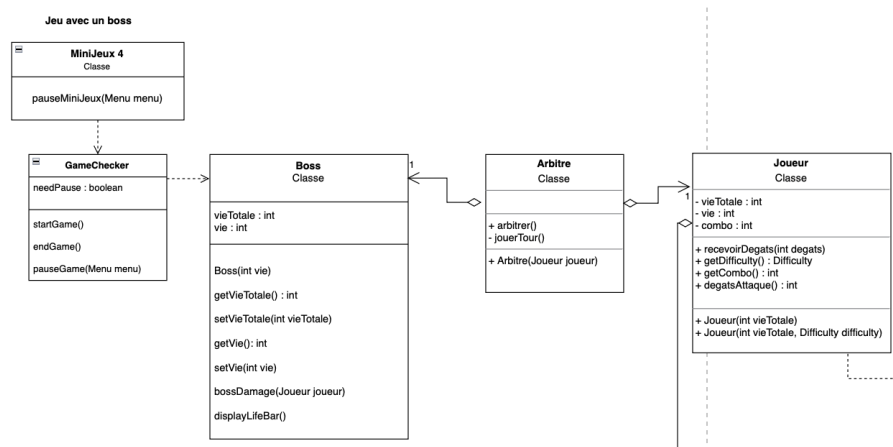 Jeu avec un boss
MiniJeux 4
Classe
pauseMiniJeux(Menu menu)
GameChecker
needPause : boolean
startGame()
endGame()
pauseGame(Menu menu)
Boss
Classe
vieTotale : int
vie : int
Boss(int vie)
getVieTotale() : int
setVieTotale(int vieTotale)
getVie(): int
setVie(int vie)
bossDamage(Joueur joueur)
displayLifeBar()
1
Arbitre
Classe
+ arbitrer()
- jouerTour()
+ Arbitre(Joueur joueur)
1
Joueur
Classe
- vieTotale : int
- vie : int
- combo : int
+ recevoirDegats(int degats)
+ getDifficulty() : Difficulty
+ getCombo() : int
+ degatsAttaque() : int
+ Joueur(int vieTotale)
+ Joueur(int vieTotale, Difficulty difficulty)